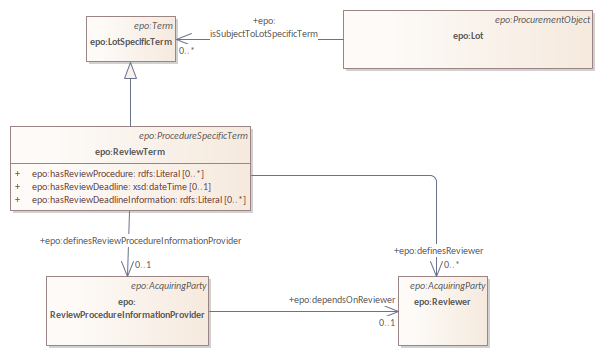 epo:Term
epo:LotSpecificTerm
+epo:
isSubjectToLotSpecificTerm
0..*
epo:ProcurementObject
epo:Lot
epo:ProcedureSpecificTerm
epo:ReviewTerm
+ epo:hasReviewProcedure: rdfs:Literal [0..*]
+ epo:hasReviewDeadline: xsd:dateTime [0..1]
+ epo:hasReviewDeadlineInformation: rdfs:Literal [0..*]
+epo:definesReviewProcedureInformationProvider
0..1
+epo:definesReviewer
0..*
epo:AcquiringParty
epo:
ReviewProcedureInformationProvider
+epo:dependsOnReviewer
0..1
epo:AcquiringParty
epo:Reviewer